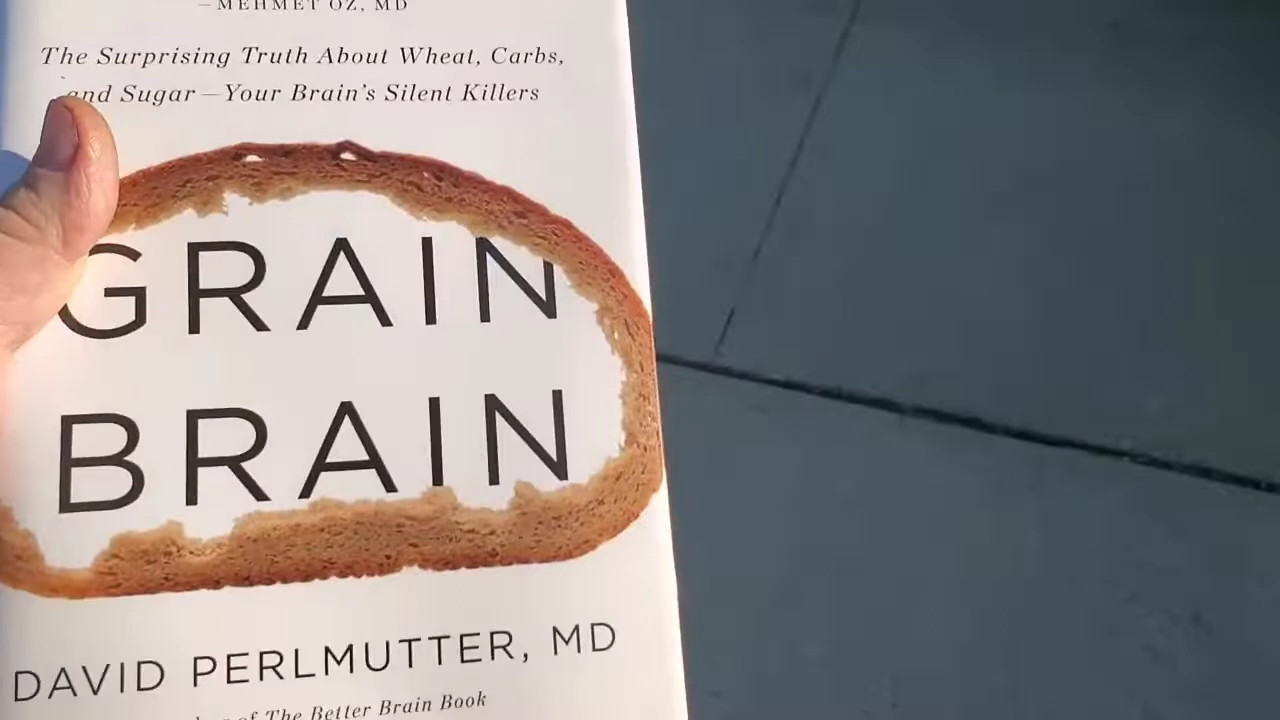 —MEHMET OZ, MD
The Surprising Truth About Wheat, Carbs,
and Sugar—Your Brain's Silent Killers
GRAIN
BRAIN
DAVID PERLMUTTER, MD
of The Better Brain Book